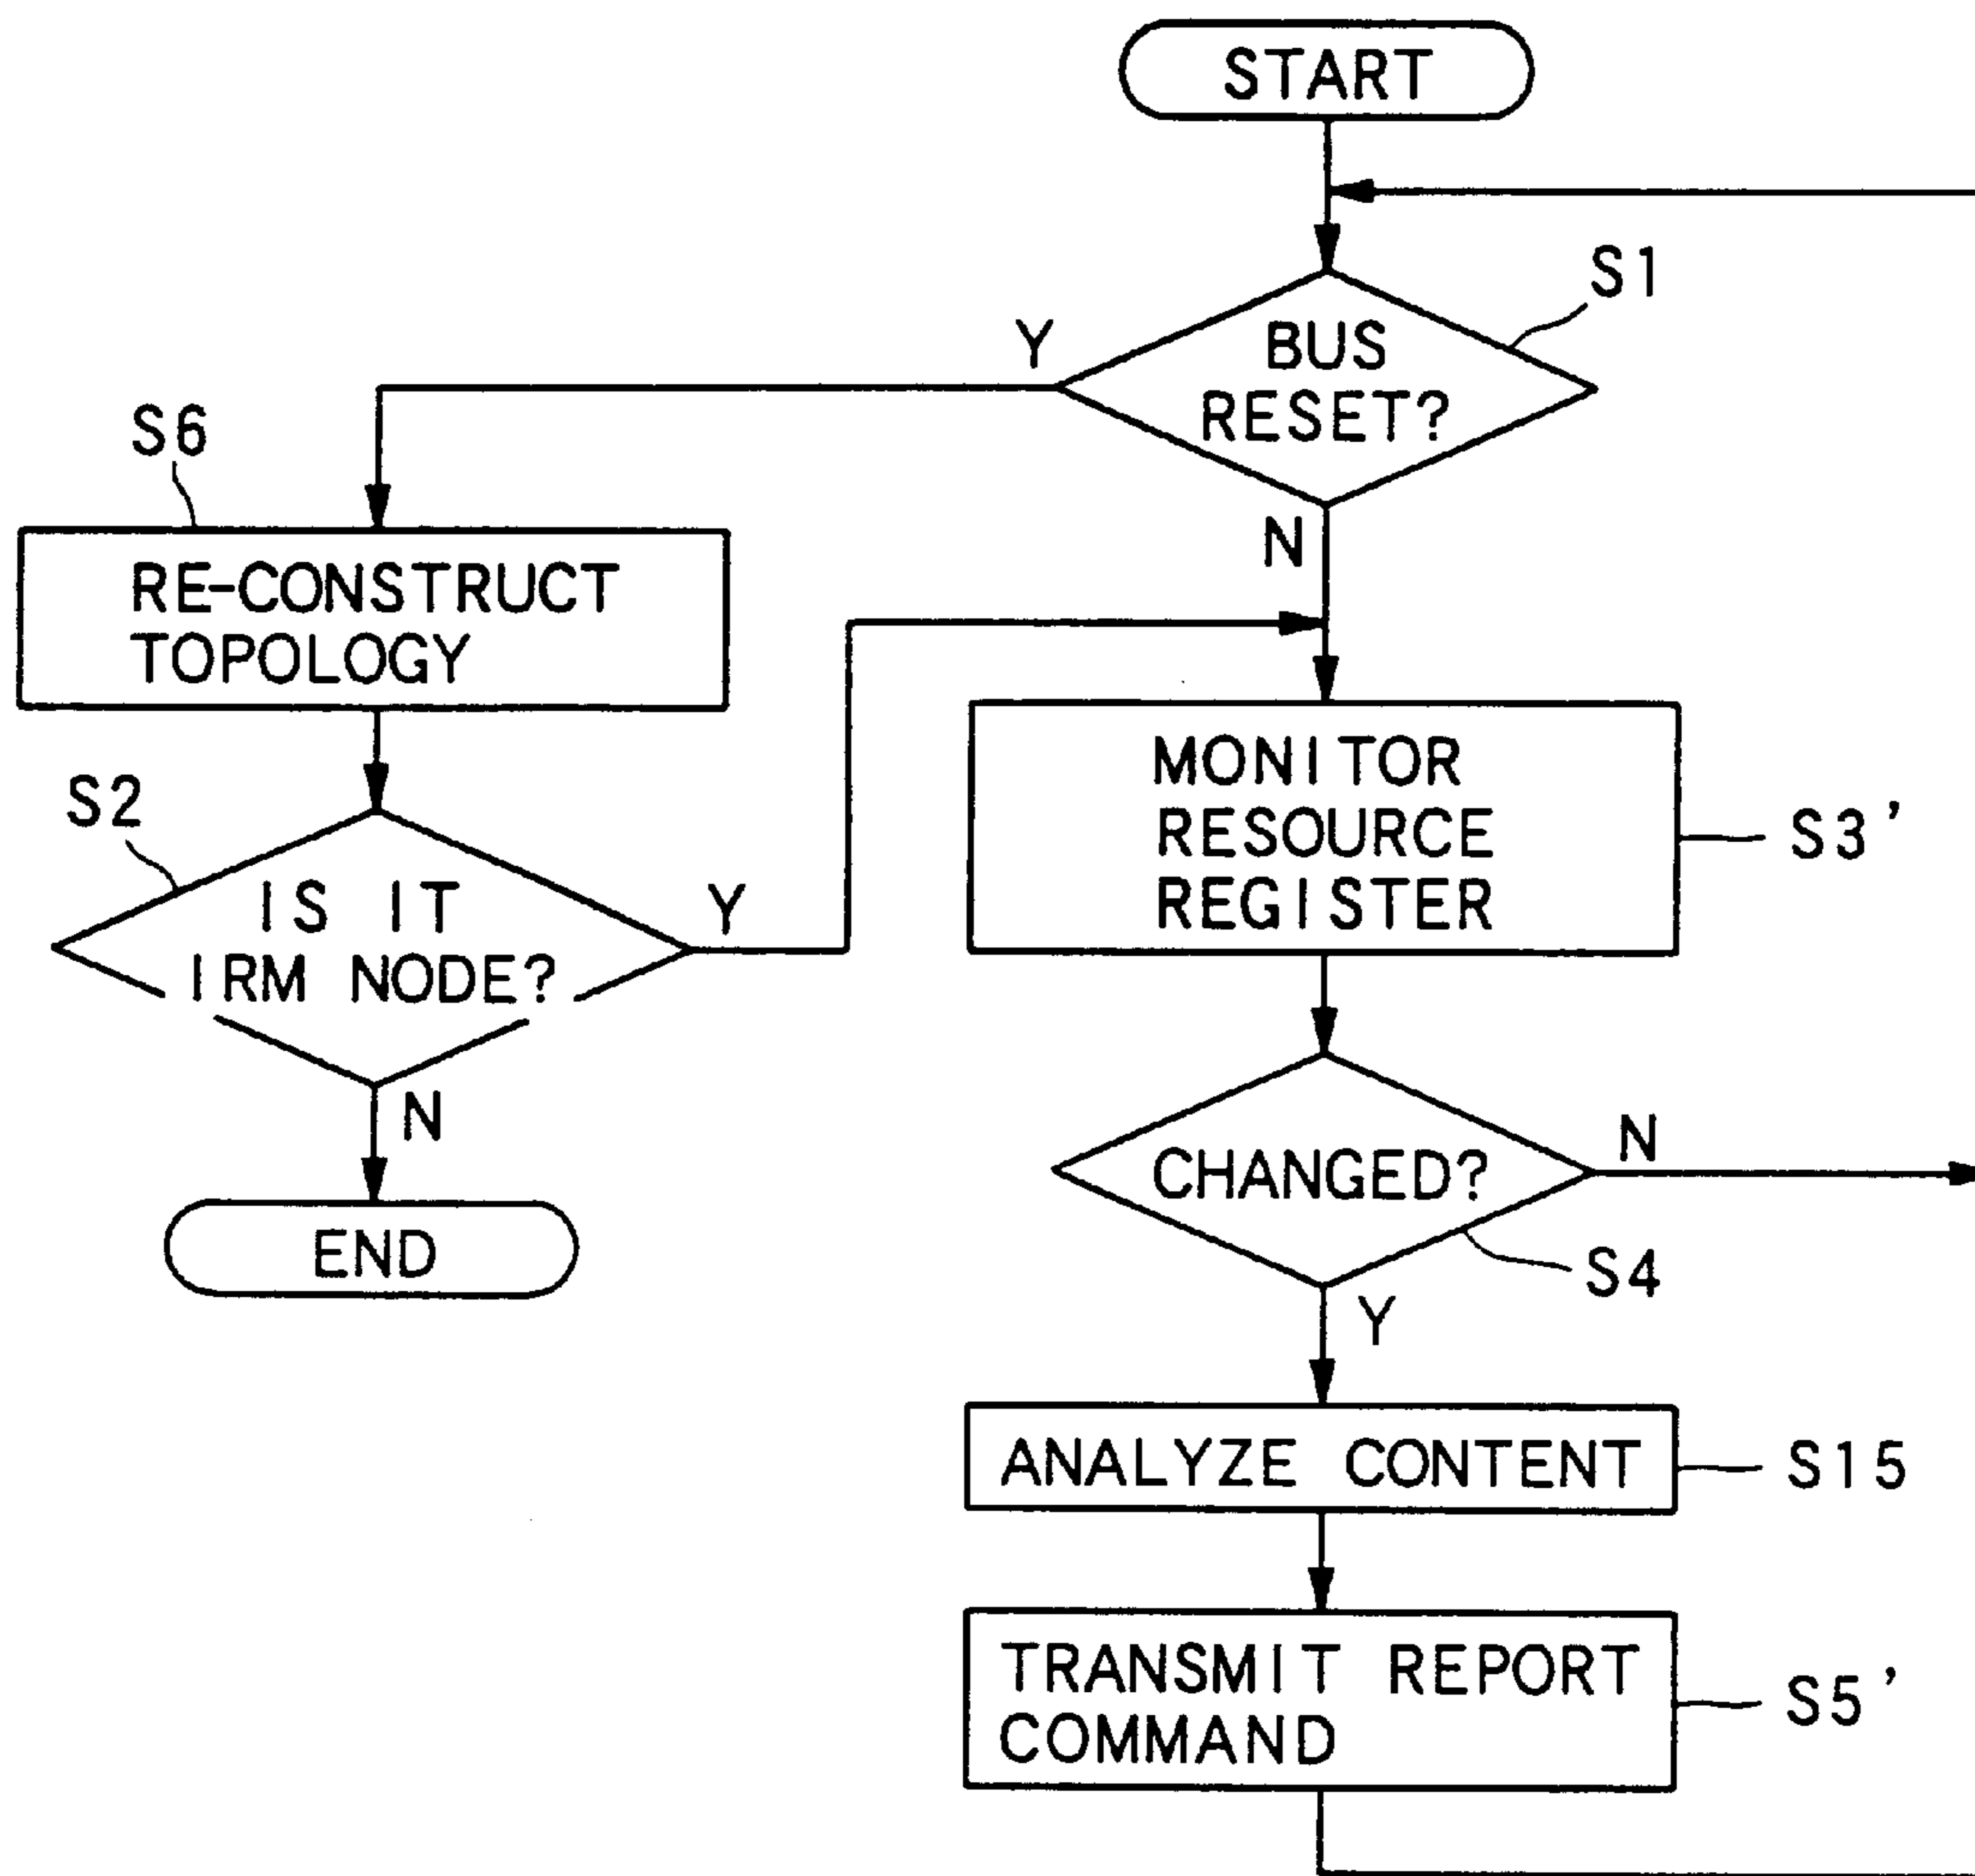 START
S1
Y
BUS
RESET?
S6
N
RE-CONSTRUCT
TOPOLOGY
MONITOR
RESOURCE
REGISTER
S3'
S2
IS IT
IRM NODE?
Y
N
CHANGED?
N
END
S4
Y
ANALYZE CONTENT
S15
TRANSMIT REPORT
COMMAND
S5'